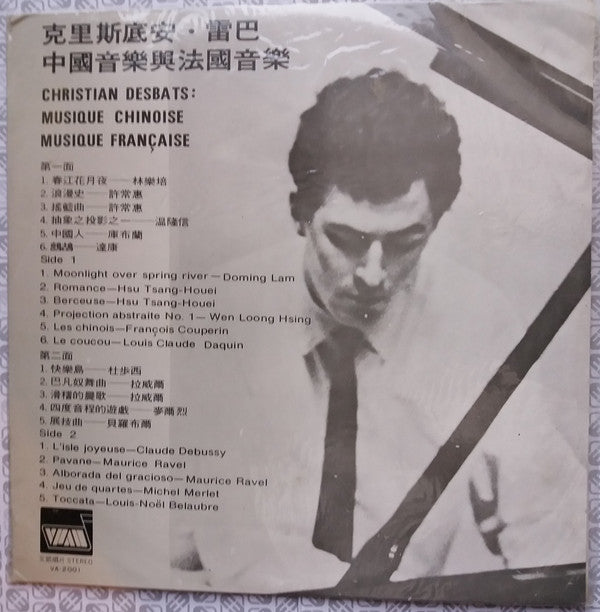 克里斯底安・雷巴
中國音樂與法國音樂
CHRISTIAN DESBATS:
MUSIQUE CHINOISE
MUSIQUE FRANÇAISE
第一面
1. 春江花月夜——林樂培
2. 浪漫史——許常惠
3. 搖籃曲——許常惠
4. 抽象之投影之一——温隆信
5. 中國人——庫布蘭
6. 鷓鴣——達康
Side 1
1. Moonlight over spring river—Doming Lam
2. Romance—Hsu Tsang-Houei
3. Berceuse—Hsu Tsang-Houei
4. Projection abstraite No. 1—Wen Loong Hsing
5. Les chinois—François Couperin
6. Le coucou—Louis Claude Daquin
第二面
1. 快樂島——杜步西
2. 巴凡奴舞曲——拉威爾
3. 滑稽的晨歌——拉威爾
4. 四度音程的遊戲——麥爾烈
5. 展技曲——貝羅布爾
Side 2
1. L'isle joyeuse—Claude Debussy
2. Pavane—Maurice Ravel
3. Alborada del gracioso—Maurice Ravel
4. Jeu de quartes—Michel Merlet
5. Toccata—Louis-Noël Belaubre
唱片 STEREO
VA-2001